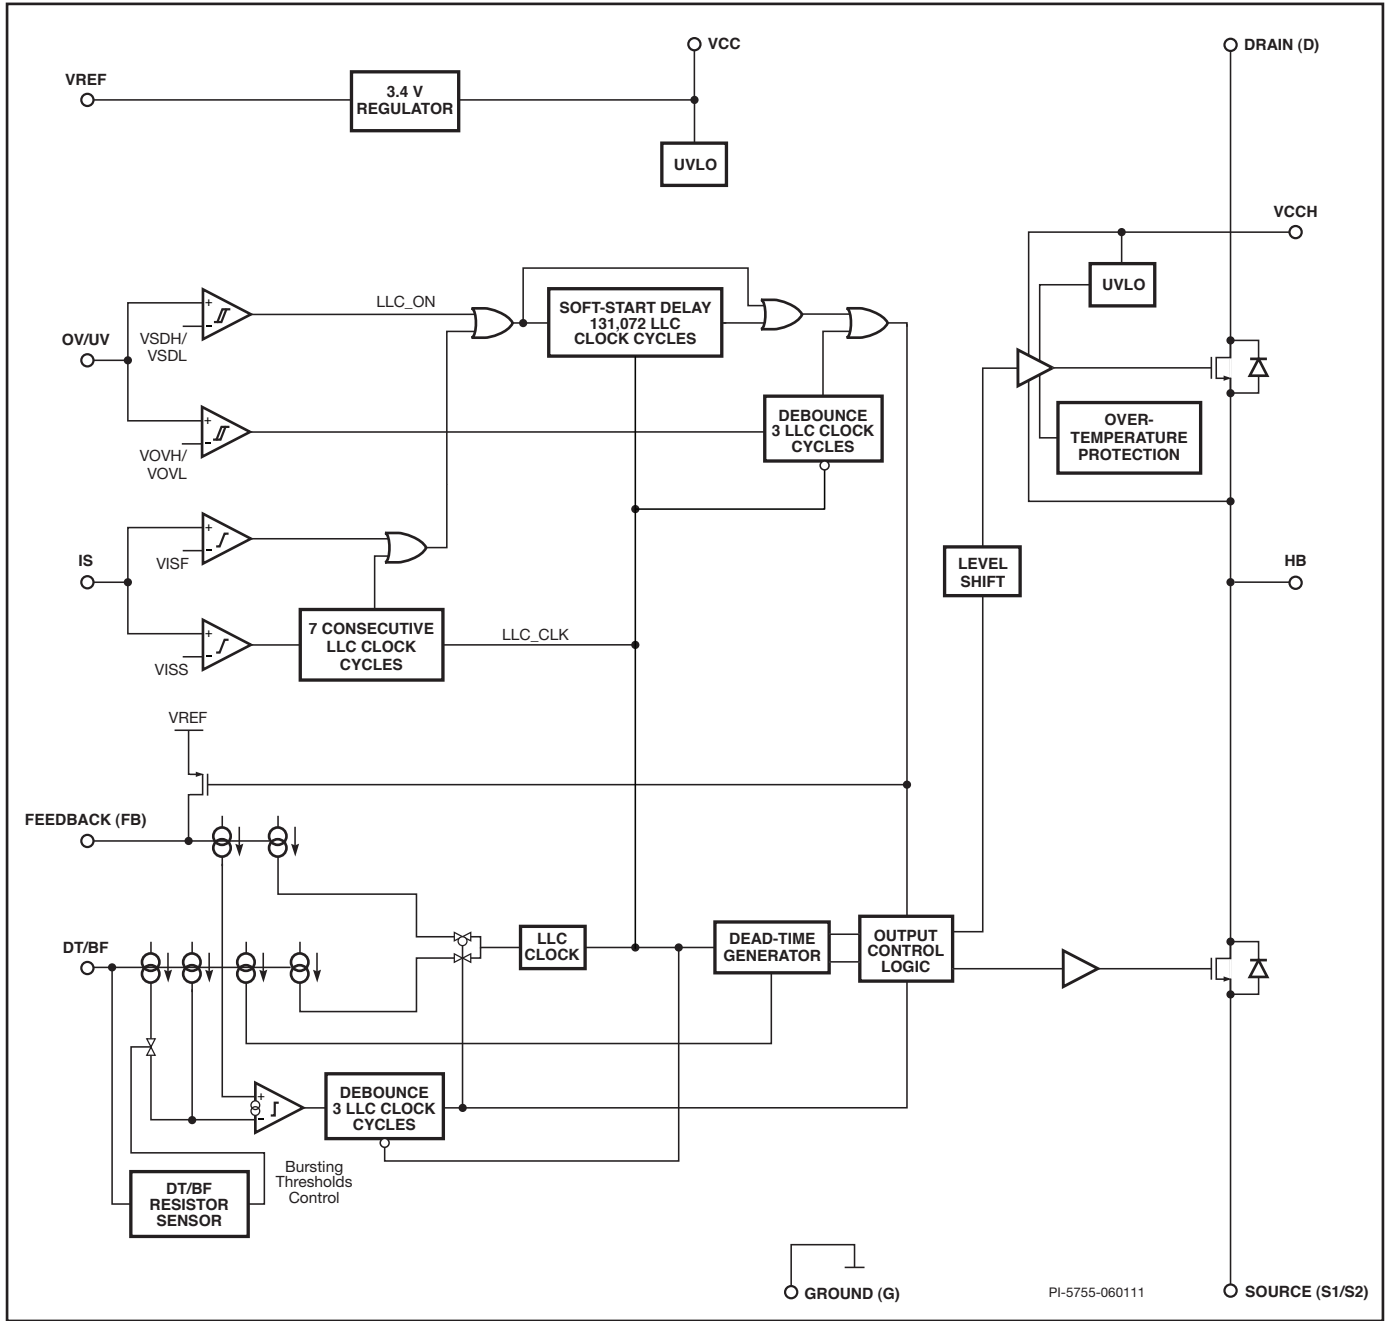 VCC
DRAIN (D)
VREF
3.4 V
REGULATOR
UVLO
VCCH
UVLO
LLC_ON
SOFT-START DELAY
131,072 LLC
CLOCK CYCLES
+
−
VSDH/
VSDL
OV/UV
DEBOUNCE
3 LLC CLOCK
CYCLES
OVER-
TEMPERATURE
PROTECTION
+
−
VOVH/
VOVL
+
−
VISF
IS
LEVEL
SHIFT
HB
7 CONSECUTIVE
LLC CLOCK
CYCLES
LLC_CLK
+
−
VISS
VREF
FEEDBACK (FB)
DT/BF
LLC
CLOCK
DEAD-TIME
GENERATOR
OUTPUT
CONTROL
LOGIC
+
−
DEBOUNCE
3 LLC CLOCK
CYCLES
Bursting
Thresholds
Control
DT/BF
RESISTOR
SENSOR
GROUND (G)
PI-5755-060111
SOURCE (S1/S2)